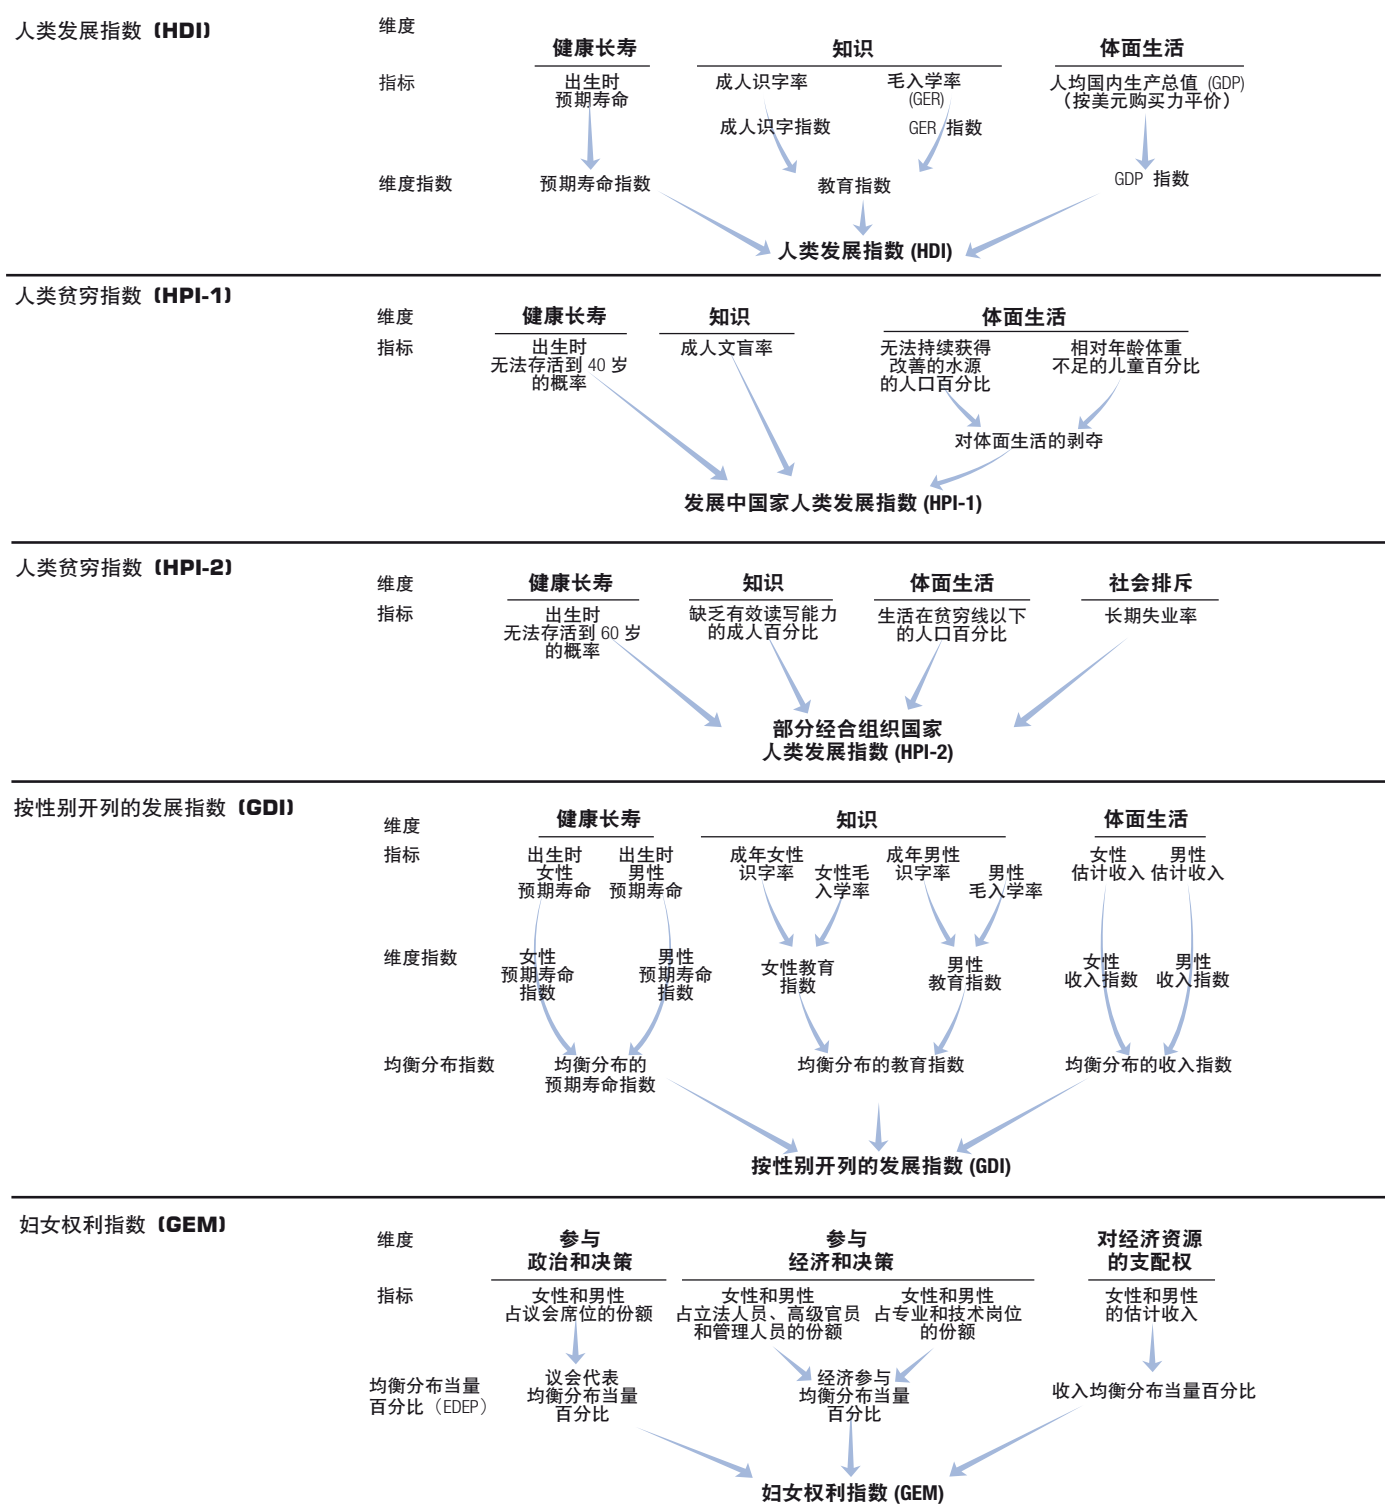 人类发展指数 (HDI)
维度
健康长寿
知识
体面生活
指标
出生时
预期寿命
成人识字率
毛入学率
(GER)
人均国内生产总值 (GDP)
（按美元购买力平价）
成人识字指数
GER 指数
维度指数
预期寿命指数
教育指数
GDP 指数
人类发展指数 (HDI)
人类贫穷指数 (HPI-1)
维度
健康长寿
知识
体面生活
指标
出生时
无法存活到 40 岁
的概率
成人文盲率
无法持续获得
改善的水源
的人口百分比
相对年龄体重
不足的儿童百分比
对体面生活的剥夺
发展中国家人类发展指数 (HPI-1)
人类贫穷指数 (HPI-2)
维度
健康长寿
知识
体面生活
社会排斥
指标
出生时
无法存活到 60 岁
的概率
缺乏有效读写能力
的成人百分比
生活在贫穷线以下
的人口百分比
长期失业率
部分经合组织国家
人类发展指数 (HPI-2)
按性别开列的发展指数 (GDI)
维度
健康长寿
知识
体面生活
指标
出生时
女性
预期寿命
出生时
男性
预期寿命
成年女性
识字率
女性毛
入学率
成年男性
识字率
男性
毛入学率
女性
估计收入
男性
估计收入
维度指数
女性
预期寿命
指数
男性
预期寿命
指数
女性教育
指数
男性
教育指数
女性
收入指数
男性
收入指数
均衡分布指数
均衡分布的
预期寿命指数
均衡分布的教育指数
均衡分布的收入指数
按性别开列的发展指数 (GDI)
妇女权利指数 (GEM)
维度
参与
政治和决策
参与
经济和决策
对经济资源
的支配权
指标
女性和男性
占议会席位的份额
女性和男性
占立法人员、高级官员
和管理人员的份额
女性和男性
占专业和技术岗位
的份额
女性和男性
的估计收入
均衡分布当量
百分比（EDEP）
议会代表
均衡分布当量
百分比
经济参与
均衡分布当量
百分比
收入均衡分布当量百分比
妇女权利指数 (GEM)